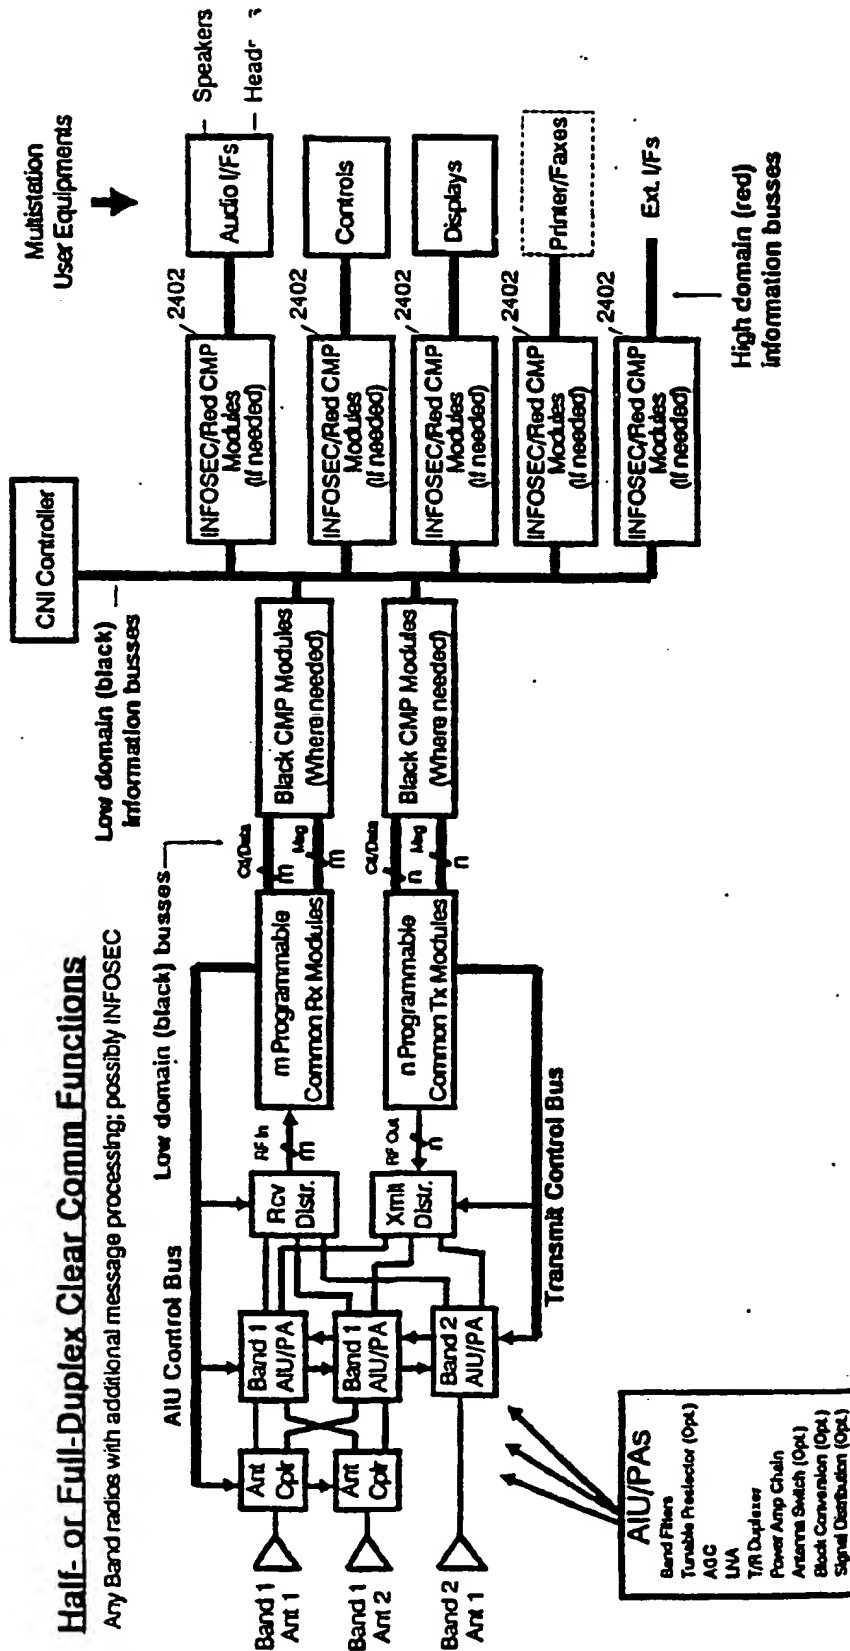 Half- or Full-Duplex Clear Comm Functions
Any Band radios with additional message processing; possibly INFOSEC
Multistation
User Equipments
CNI Controller
Low domain (black)
information busses
Low domain (black) busses
AIU Control Bus
Band 1
Ant 1
Band 1
Ant 2
Band 2
Ant 1
Ant
Cplr
Ant
Cplr
Band 1
AIU/PA
Band 1
AIU/PA
Band 2
AIU/PA
Rcv
Distr.
Xmit
Distr.
RF In
m
RF Out
n
m Programmable
Common Rx Modules
n Programmable
Common Tx Modules
Ctl/Data
m
Msg
m
Ctl/Data
n
Msg
n
Black CMP Modules
(Where needed)
Black CMP Modules
(Where needed)
Transmit Control Bus
INFOSEC/Red CMP
Modules
(If needed)
2402
Audio I/Fs
Speakers
INFOSEC/Red CMP
Modules
(If needed)
2402
Controls
INFOSEC/Red CMP
Modules
(If needed)
2402
Displays
INFOSEC/Red CMP
Modules
(If needed)
2402
Printer/Faxes
INFOSEC/Red CMP
Modules
(If needed)
2402
Ext. I/Fs
High domain (red)
information busses
AIU/PAs
Band Filters
Tunable Preselector (Opt.)
AGC
LNA
T/R Duplexer
Power Amp Chain
Antenna Switch (Opt.)
Block Conversion (Opt.)
Signal Distribution (Opt.)